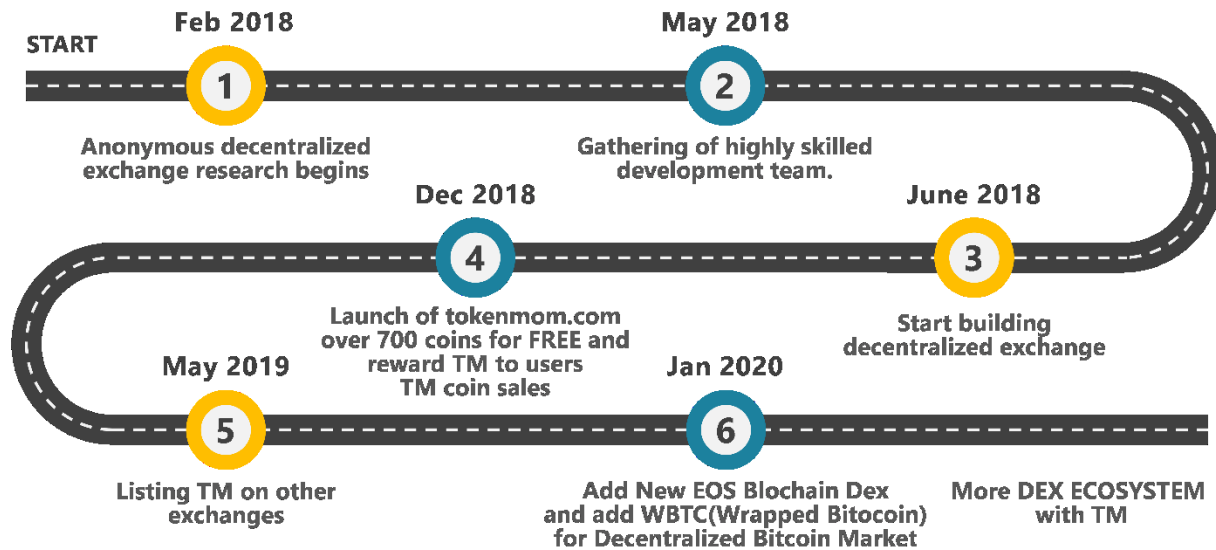 START
Feb 2018
1
Anonymous decentralized
exchange research begins
May 2018
2
Gathering of highly skilled
development team.
June 2018
3
Start building
decentralized exchange
Dec 2018
4
Launch of tokenmom.com
over 700 coins for FREE and
reward TM to users
TM coin sales
May 2019
5
Listing TM on other
exchanges
Jan 2020
6
Add New EOS Blochain Dex
and add WBTC(Wrapped Bitocoin)
for Decentralized Bitcoin Market
More DEX ECOSYSTEM
with TM